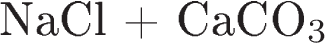 NaCl + CaCO₃